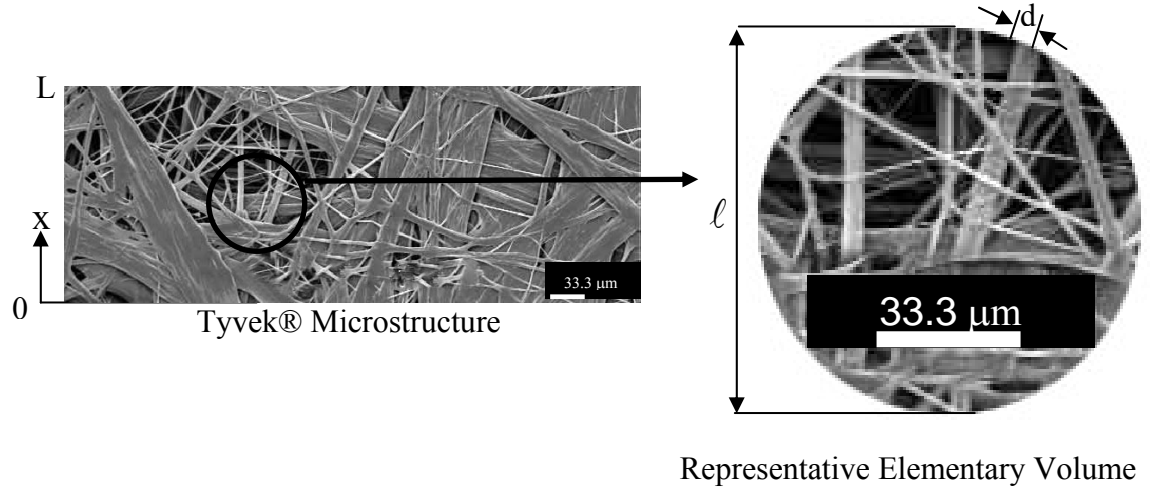 L
x
0
33.3 μm
Tyvek® Microstructure
d
ℓ
33.3 μm
Representative Elementary Volume